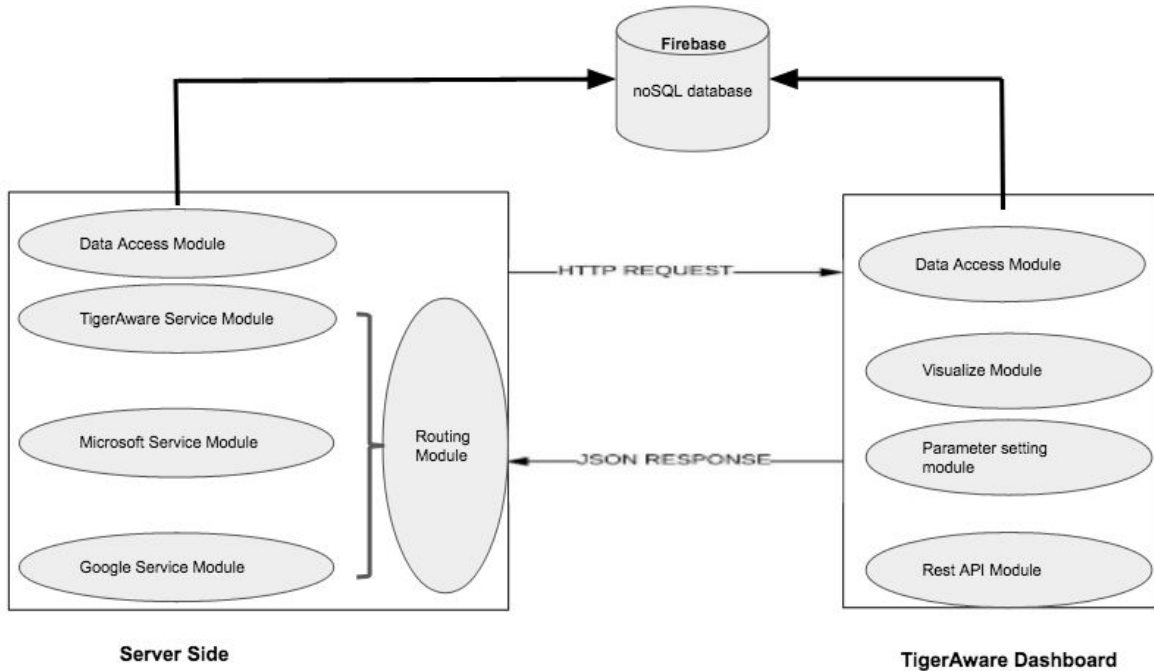 Firebase
noSQL database
Data Access Module
TigerAware Service Module
Microsoft Service Module
Google Service Module
Routing
Module
HTTP REQUEST
JSON RESPONSE
Data Access Module
Visualize Module
Parameter setting
module
Rest API Module
Server Side
TigerAware Dashboard